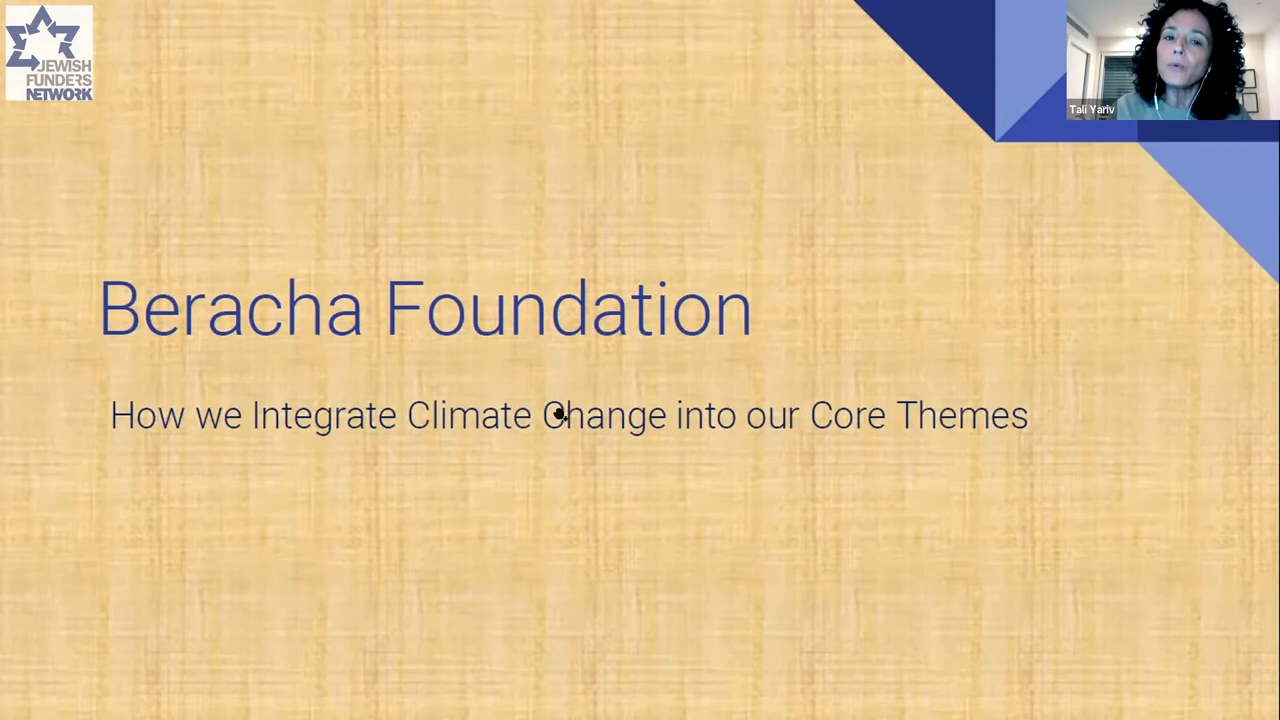 JEWISH
FUNDERS
NETWORK
Tali Yariv
Beracha Foundation
How we Integrate Climate Change into our Core Themes